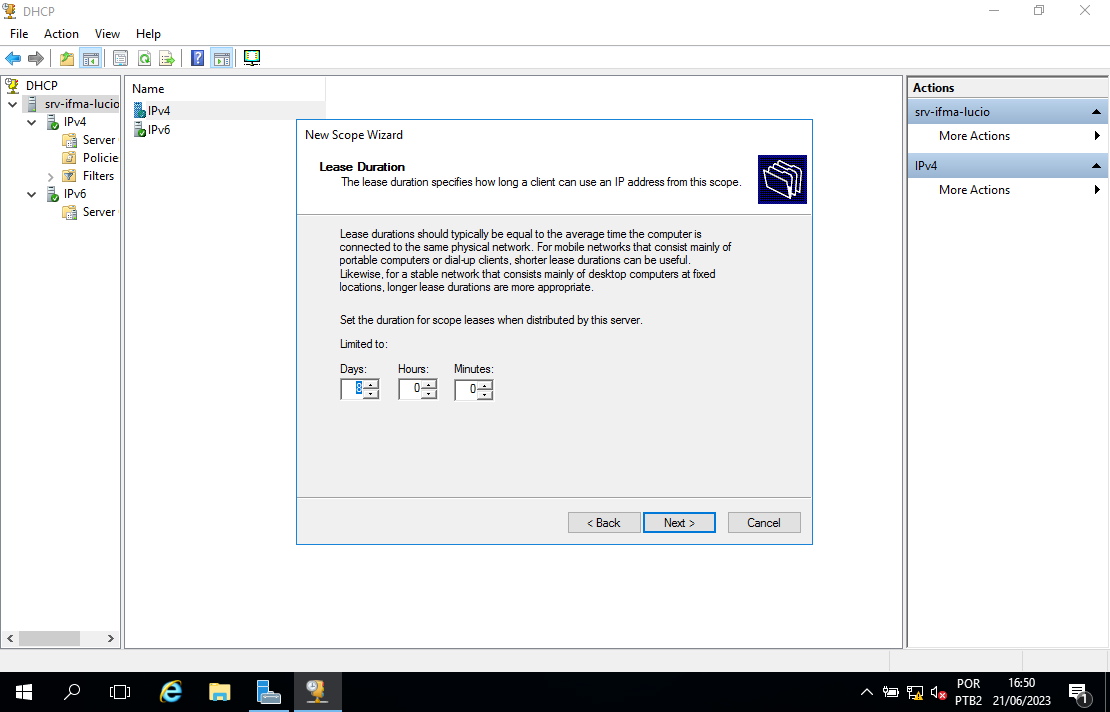 DHCP
File Action View Help
DHCP
srv-ifma-lucio
IPv4
Server
Policie
Filters
IPv6
Server
Name
IPv4
IPv6
New Scope Wizard
Lease Duration
The lease duration specifies how long a client can use an IP address from this scope.
Lease durations should typically be equal to the average time the computer is
connected to the same physical network. For mobile networks that consist mainly of
portable computers or dial-up clients, shorter lease durations can be useful.
Likewise, for a stable network that consists mainly of desktop computers at fixed
locations, longer lease durations are more appropriate.
Set the duration for scope leases when distributed by this server.
Limited to:
Days: Hours: Minutes:
8 0 0
< Back Next > Cancel
Actions
srv-ifma-lucio
More Actions
IPv4
More Actions
POR
PTB2
16:50
21/06/2023
1